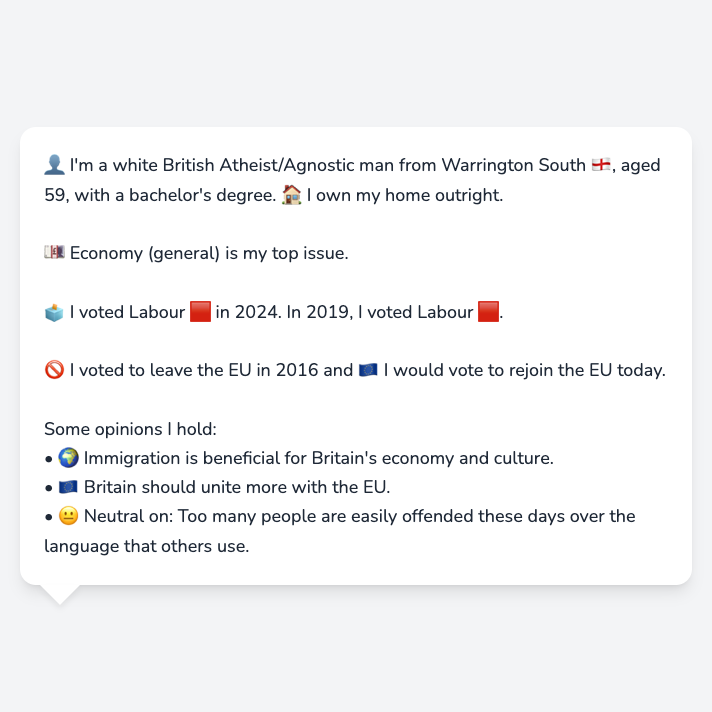 👤 I'm a white British Atheist/Agnostic man from Warrington South 🏴󠁧󠁢󠁥󠁮󠁧󠁿, aged
59, with a bachelor's degree. 🏠 I own my home outright.
💷 Economy (general) is my top issue.
🗳️ I voted Labour 🟥 in 2024. In 2019, I voted Labour 🟥.
🚫 I voted to leave the EU in 2016 and 🇪🇺 I would vote to rejoin the EU today.
Some opinions I hold:
• 🌍 Immigration is beneficial for Britain's economy and culture.
• 🇪🇺 Britain should unite more with the EU.
• 😐 Neutral on: Too many people are easily offended these days over the
language that others use.